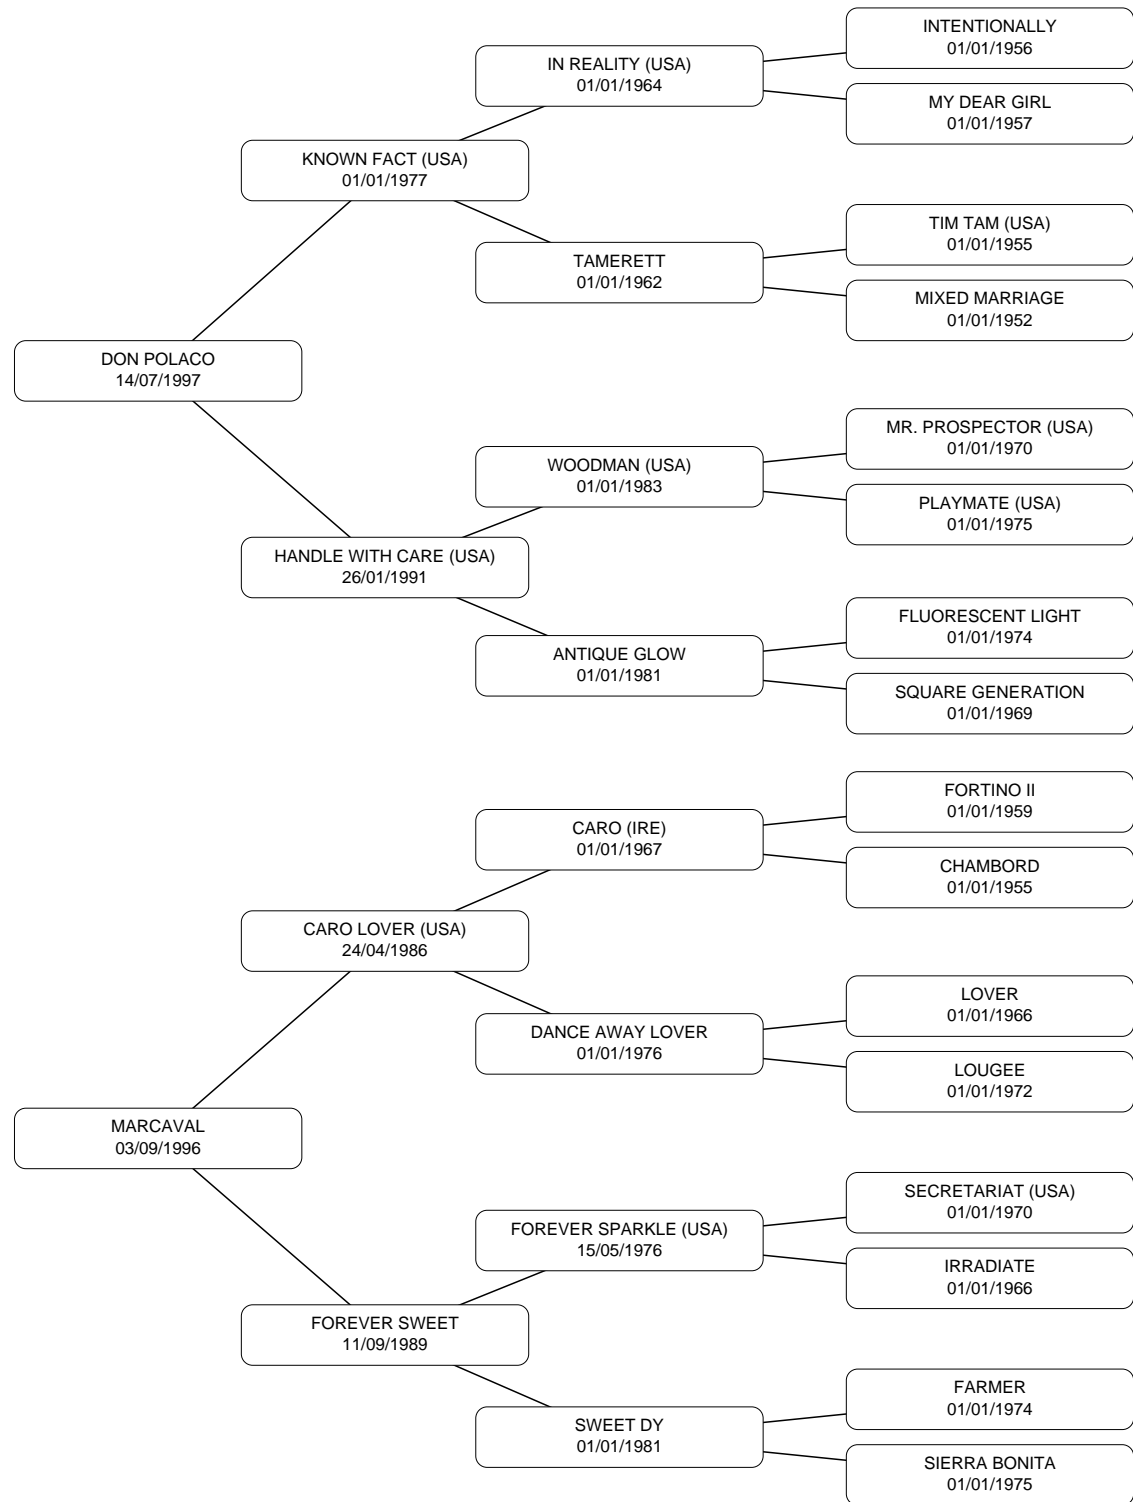 INTENTIONALLY
01/01/1956
IN REALITY (USA)
01/01/1964
MY DEAR GIRL
01/01/1957
KNOWN FACT (USA)
01/01/1977
TIM TAM (USA)
01/01/1955
TAMERETT
01/01/1962
MIXED MARRIAGE
01/01/1952
DON POLACO
14/07/1997
MR. PROSPECTOR (USA)
01/01/1970
WOODMAN (USA)
01/01/1983
PLAYMATE (USA)
01/01/1975
HANDLE WITH CARE (USA)
26/01/1991
FLUORESCENT LIGHT
01/01/1974
ANTIQUE GLOW
01/01/1981
SQUARE GENERATION
01/01/1969
FORTINO II
01/01/1959
CARO (IRE)
01/01/1967
CHAMBORD
01/01/1955
CARO LOVER (USA)
24/04/1986
LOVER
01/01/1966
DANCE AWAY LOVER
01/01/1976
LOUGEE
01/01/1972
MARCAVAL
03/09/1996
SECRETARIAT (USA)
01/01/1970
FOREVER SPARKLE (USA)
15/05/1976
IRRADIATE
01/01/1966
FOREVER SWEET
11/09/1989
FARMER
01/01/1974
SWEET DY
01/01/1981
SIERRA BONITA
01/01/1975